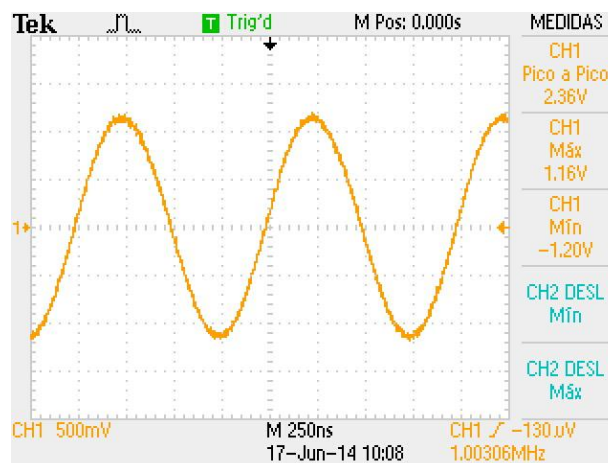 Tek T Trig'd M Pos: 0.000s MEDIDAS
CH1
Pico a Pico
2.36V
CH1
Máx
1.16V
1
CH1
Mín
-1.20V
CH2 DESL
Mín
CH2 DESL
Máx
CH1 500mV M 250ns CH1 -130uV
17-Jun-14 10:08 1.00306MHz